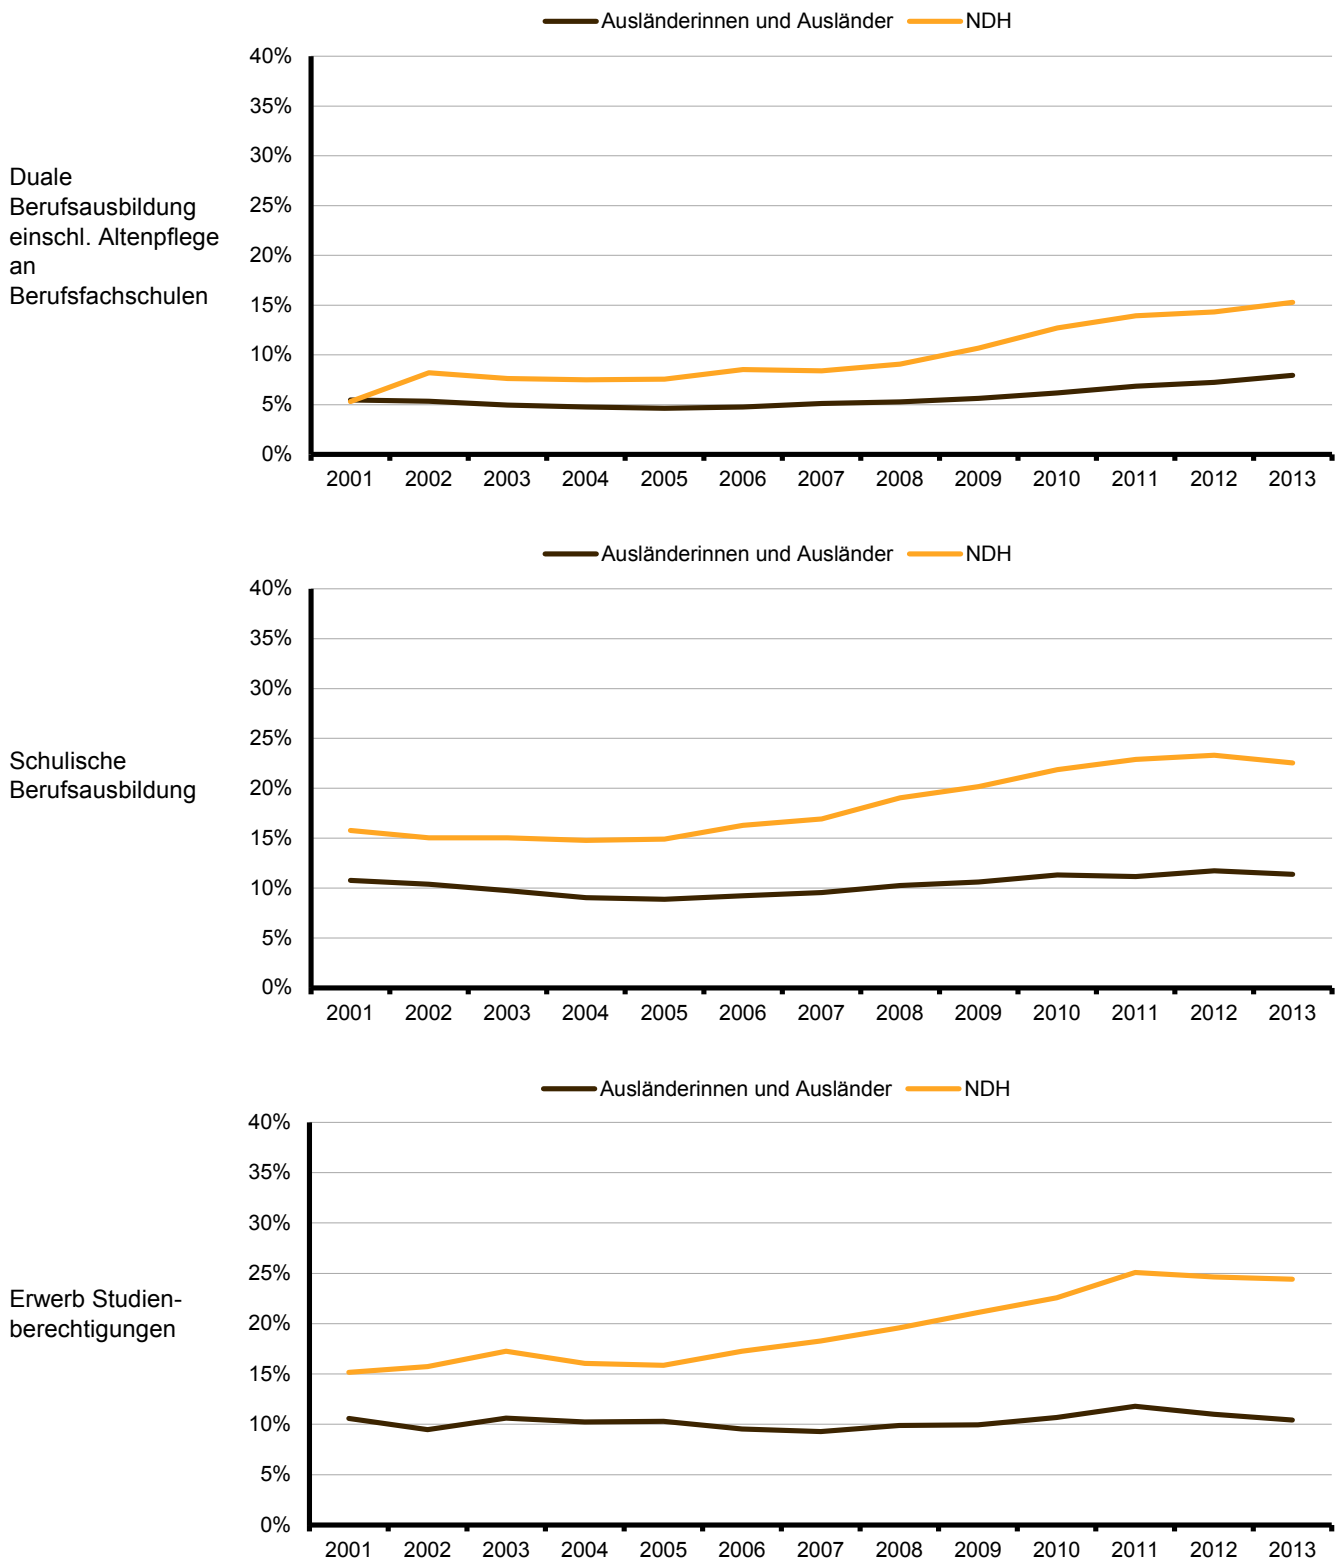 Ausländerinnen und Ausländer NDH
40%
35%
30%
25%
20%
15%
10%
5%
0%
Duale
Berufsausbildung
einschl. Altenpflege
an
Berufsfachschulen
2001 2002 2003 2004 2005 2006 2007 2008 2009 2010 2011 2012 2013
Ausländerinnen und Ausländer NDH
40%
35%
30%
25%
20%
15%
10%
5%
0%
Schulische
Berufsausbildung
2001 2002 2003 2004 2005 2006 2007 2008 2009 2010 2011 2012 2013
Ausländerinnen und Ausländer NDH
40%
35%
30%
25%
20%
15%
10%
5%
0%
Erwerb Studien-
berechtigungen
2001 2002 2003 2004 2005 2006 2007 2008 2009 2010 2011 2012 2013